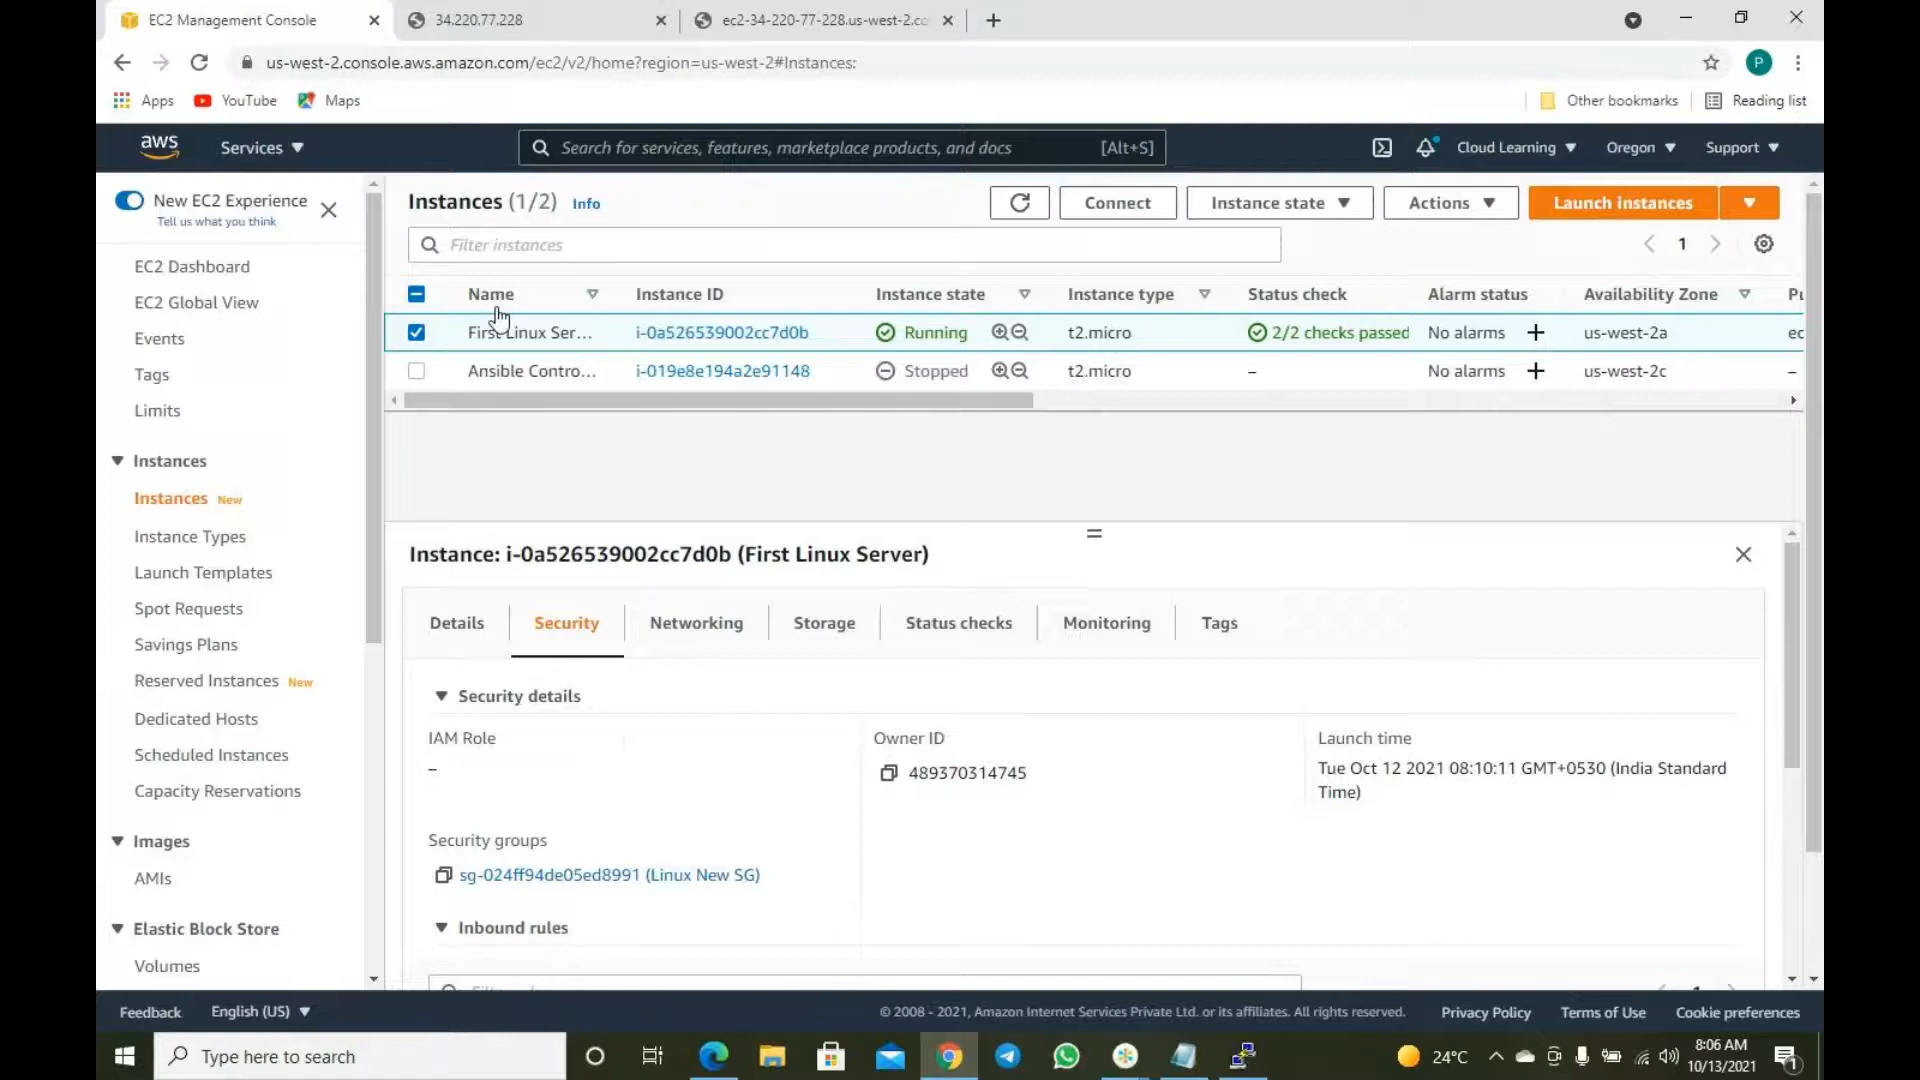 EC2 Management Console
34.220.77.228
ec2-34-220-77-228.us-west-2.co
us-west-2.console.aws.amazon.com/ec2/v2/home?region=us-west-2#Instances:
P
Apps
YouTube
Maps
Other bookmarks
Reading list
aws
Services
Search for services, features, marketplace products, and docs
[Alt+S]
Cloud Learning
Oregon
Support
New EC2 Experience
Tell us what you think
EC2 Dashboard
EC2 Global View
Events
Tags
Limits
Instances
Instances New
Instance Types
Launch Templates
Spot Requests
Savings Plans
Reserved Instances New
Dedicated Hosts
Scheduled Instances
Capacity Reservations
Images
AMIs
Elastic Block Store
Volumes
Instances (1/2) Info
Connect
Instance state
Actions
Launch instances
Filter instances
1
Name Instance ID Instance state Instance type Status check Alarm status Availability Zone Pu
First Linux Ser... i-0a526539002cc7d0b Running t2.micro 2/2 checks passed No alarms + us-west-2a ec
Ansible Contro... i-019e8e194a2e91148 Stopped t2.micro – No alarms + us-west-2c –
Instance: i-0a526539002cc7d0b (First Linux Server)
Details
Security
Networking
Storage
Status checks
Monitoring
Tags
Security details
IAM Role
–
Owner ID
489370314745
Launch time
Tue Oct 12 2021 08:10:11 GMT+0530 (India Standard
Time)
Security groups
sg-024ff94de05ed8991 (Linux New SG)
Inbound rules
Feedback
English (US)
© 2008 - 2021, Amazon Internet Services Private Ltd. or its affiliates. All rights reserved.
Privacy Policy
Terms of Use
Cookie preferences
Type here to search
24°C
8:06 AM
10/13/2021
1